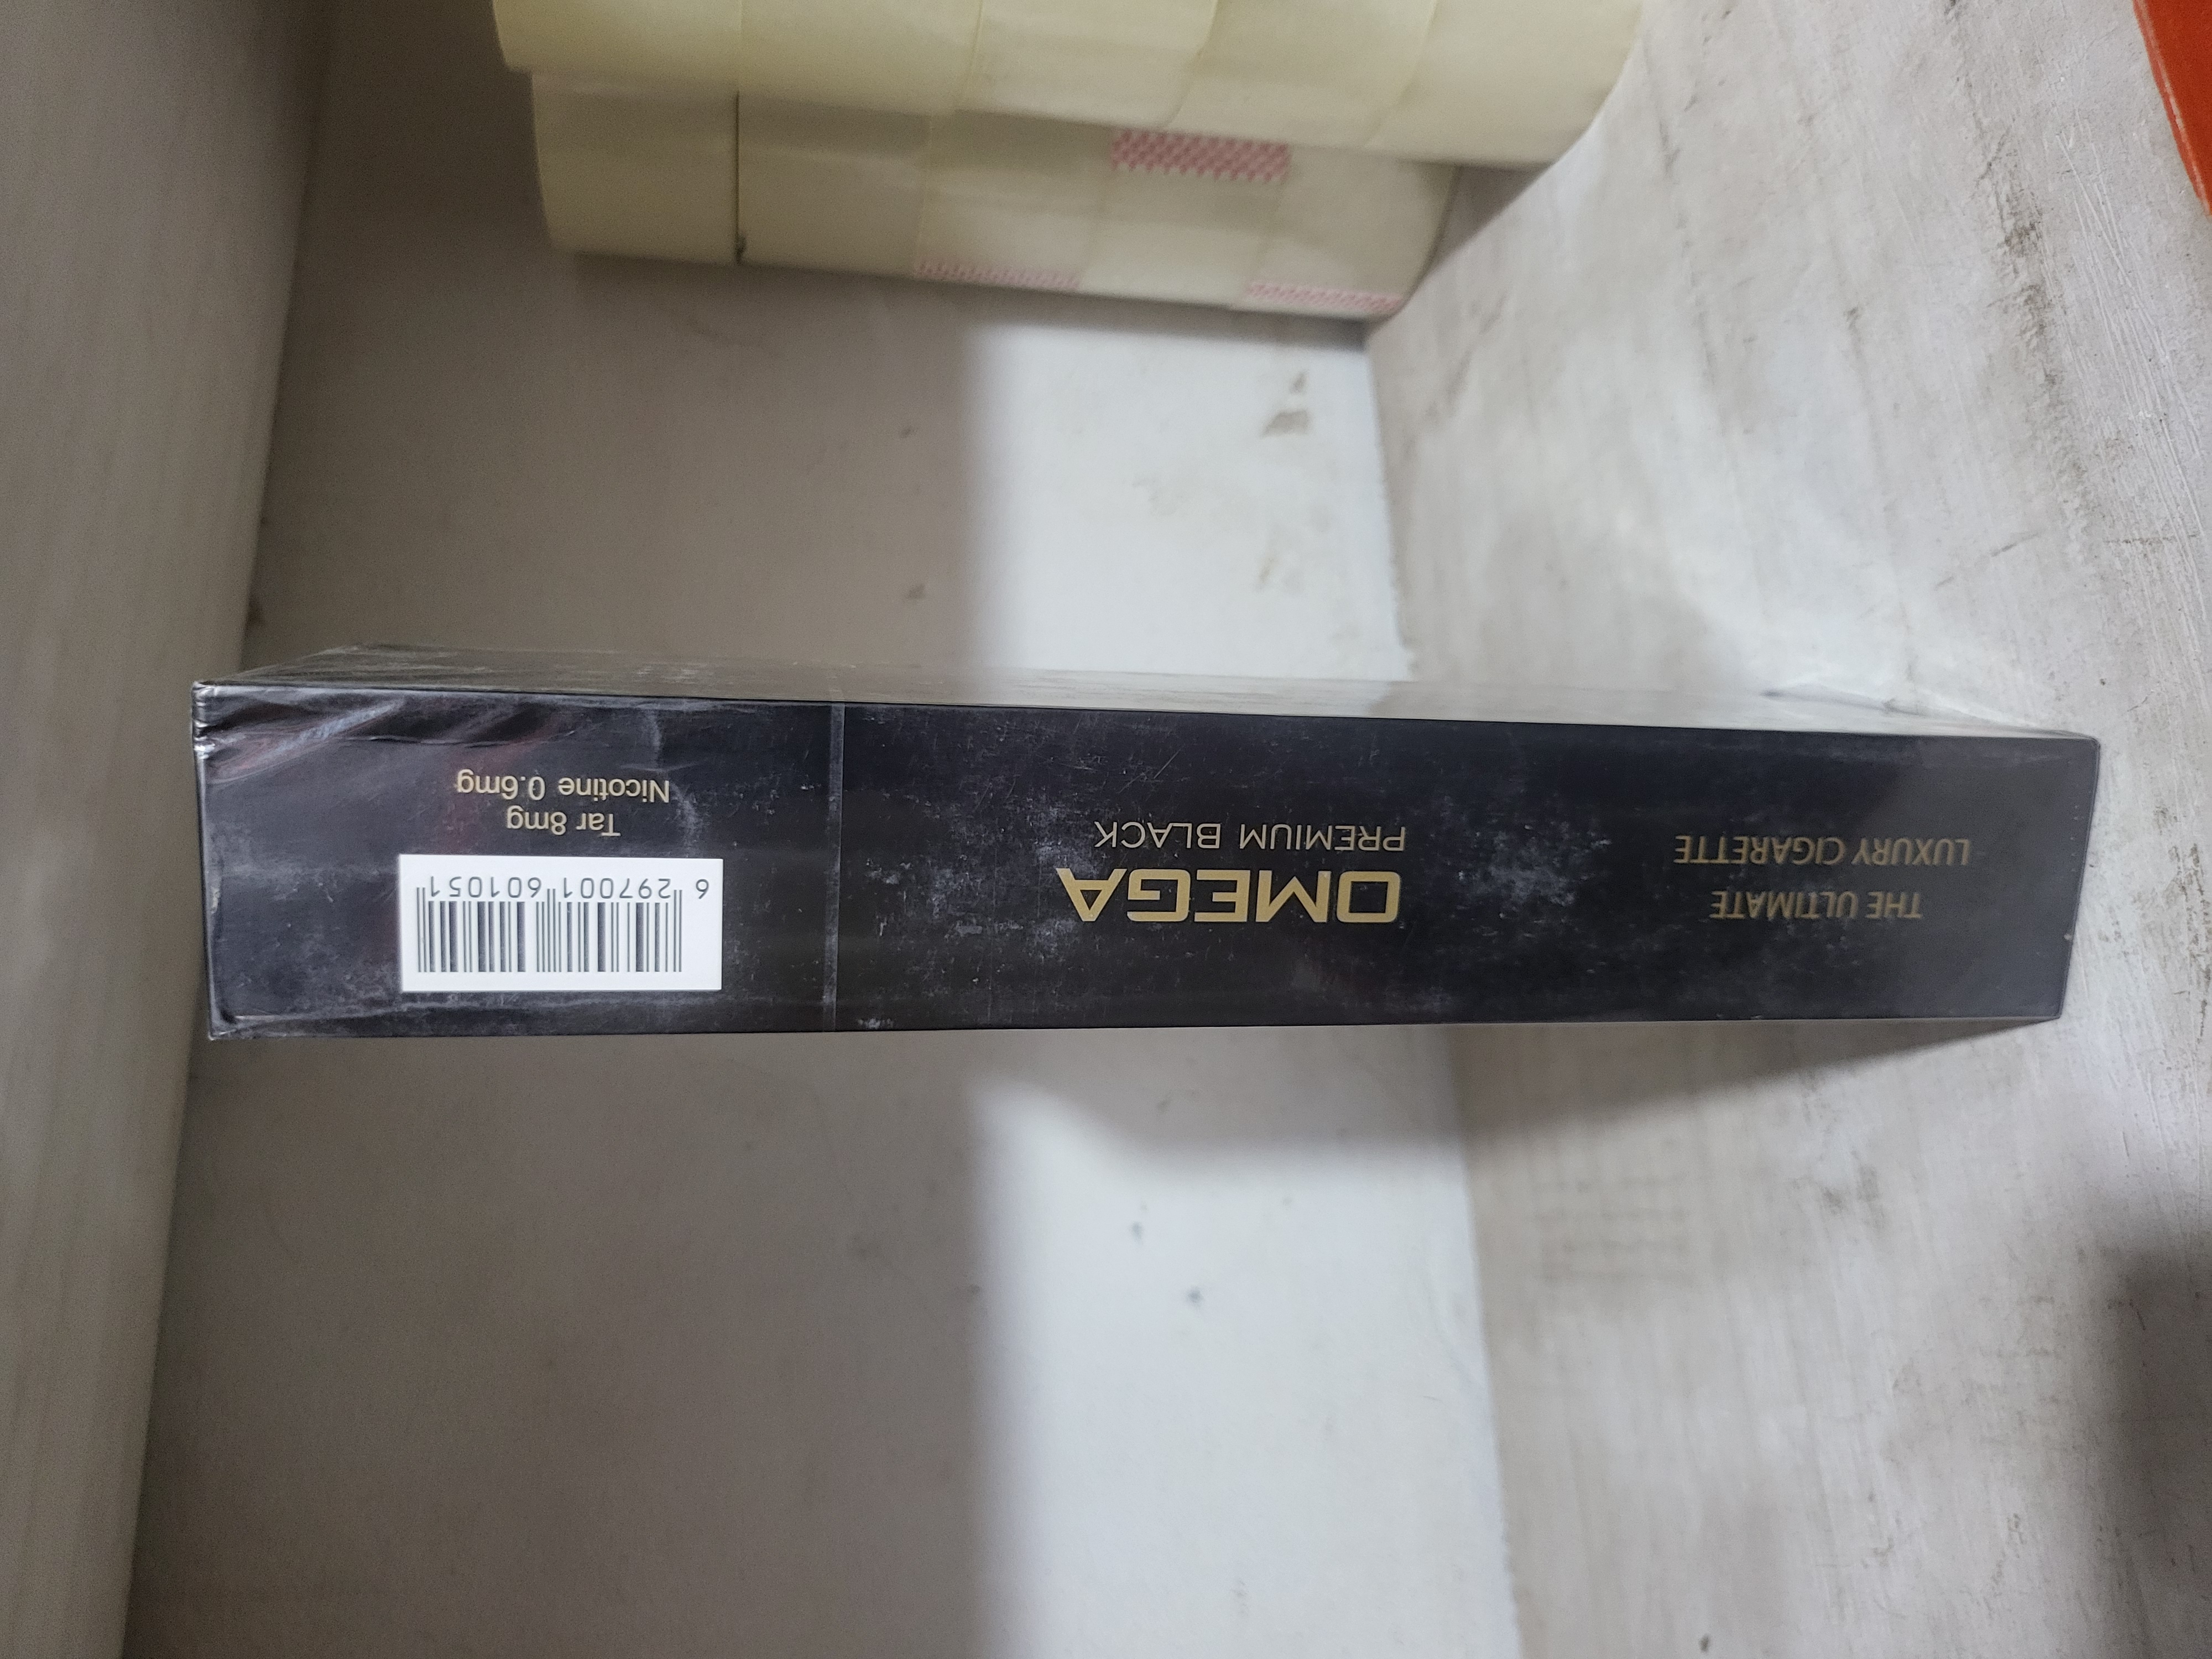 THE ULTIMATE
LUXURY CIGARETTE
OMEGA
PREMIUM BLACK
6 297001 601051
Tar 8mg
Nicotine 0.6mg